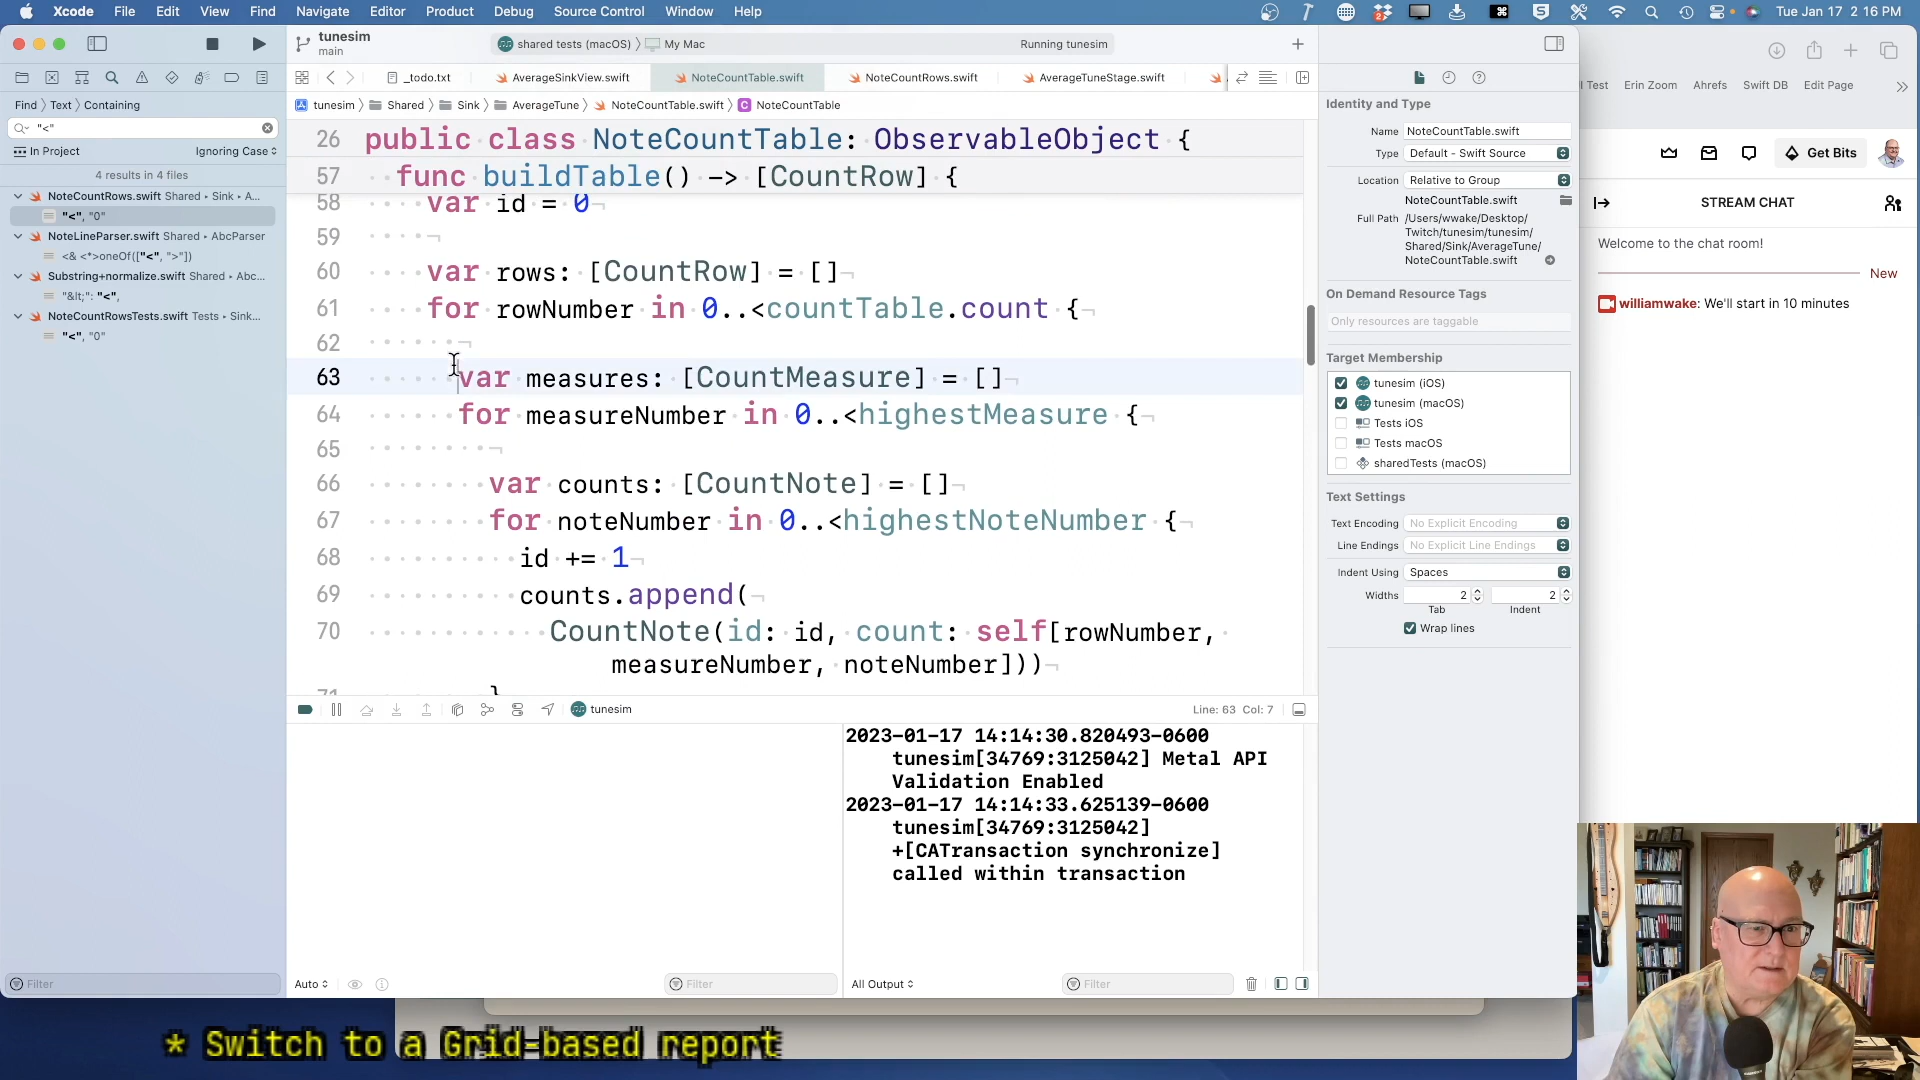 Xcode File Edit View Find Navigate Editor Product Debug Source Control Window Help Tue Jan 17 2 16 PM
tunesim
main
shared tests (macOS) 〉 My Mac Running tunesim
_todo.txt AverageSinkView.swift NoteCountTable.swift NoteCountRows.swift AverageTuneStage.swift
Find 〉 Text 〉 Containing
tunesim 〉 Shared 〉 Sink 〉 AverageTune 〉 NoteCountTable.swift 〉 NoteCountTable
"<"
In Project Ignoring Case
4 results in 4 files
NoteCountRows.swift Shared ▸ Sink ▸ A...
"<", "0"
NoteLineParser.swift Shared ▸ AbcParser
<& <*>oneOf(["<", ">"])
Substring+normalize.swift Shared ▸ Abc...
"&lt;": "<",
NoteCountRowsTests.swift Tests ▸ Sink...
"<", "0"
Filter
26 public class NoteCountTable: ObservableObject {
57 func buildTable() -> [CountRow] {
58 var id = 0
59
60 var rows: [CountRow] = []
61 for rowNumber in 0..<countTable.count {
62
63 var measures: [CountMeasure] = []
64 for measureNumber in 0..<highestMeasure {
65
66 var counts: [CountNote] = []
67 for noteNumber in 0..<highestNoteNumber {
68 id += 1
69 counts.append(
70 CountNote(id: id, count: self[rowNumber,
measureNumber, noteNumber]))
71 }
tunesim Line: 63 Col: 7
2023-01-17 14:14:30.820493-0600
tunesim[34769:3125042] Metal API
Validation Enabled
2023-01-17 14:14:33.625139-0600
tunesim[34769:3125042]
+[CATransaction synchronize]
called within transaction
Auto Filter All Output Filter
Identity and Type
Name NoteCountTable.swift
Type Default - Swift Source
Location Relative to Group
NoteCountTable.swift
Full Path /Users/wwake/Desktop/
Twitch/tunesim/tunesim/
Shared/Sink/AverageTune/
NoteCountTable.swift
On Demand Resource Tags
Only resources are taggable
Target Membership
tunesim (iOS)
tunesim (macOS)
Tests iOS
Tests macOS
sharedTests (macOS)
Text Settings
Text Encoding No Explicit Encoding
Line Endings No Explicit Line Endings
Indent Using Spaces
Widths 2 2
Tab Indent
Wrap lines
Test Erin Zoom Ahrefs Swift DB Edit Page
Get Bits
STREAM CHAT
Welcome to the chat room!
New
williamwake: We'll start in 10 minutes
* Switch to a Grid-based report